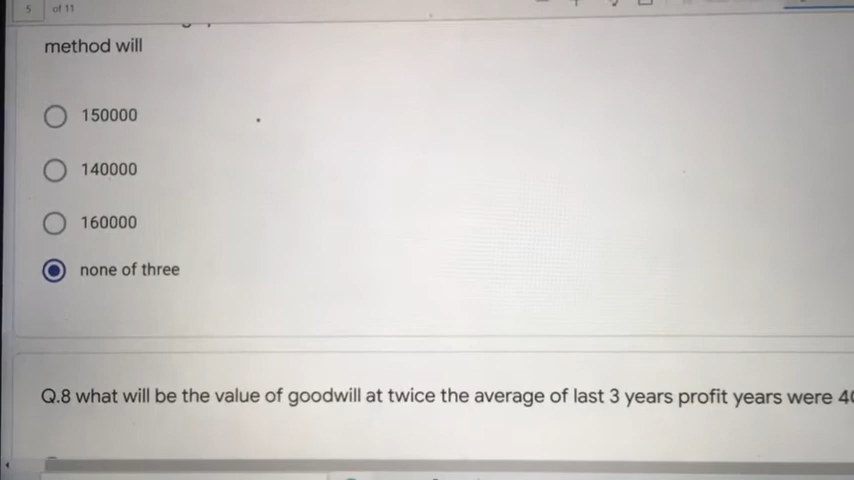 5 of 11
method will
150000
140000
160000
none of three
Q.8 what will be the value of goodwill at twice the average of last 3 years profit years were